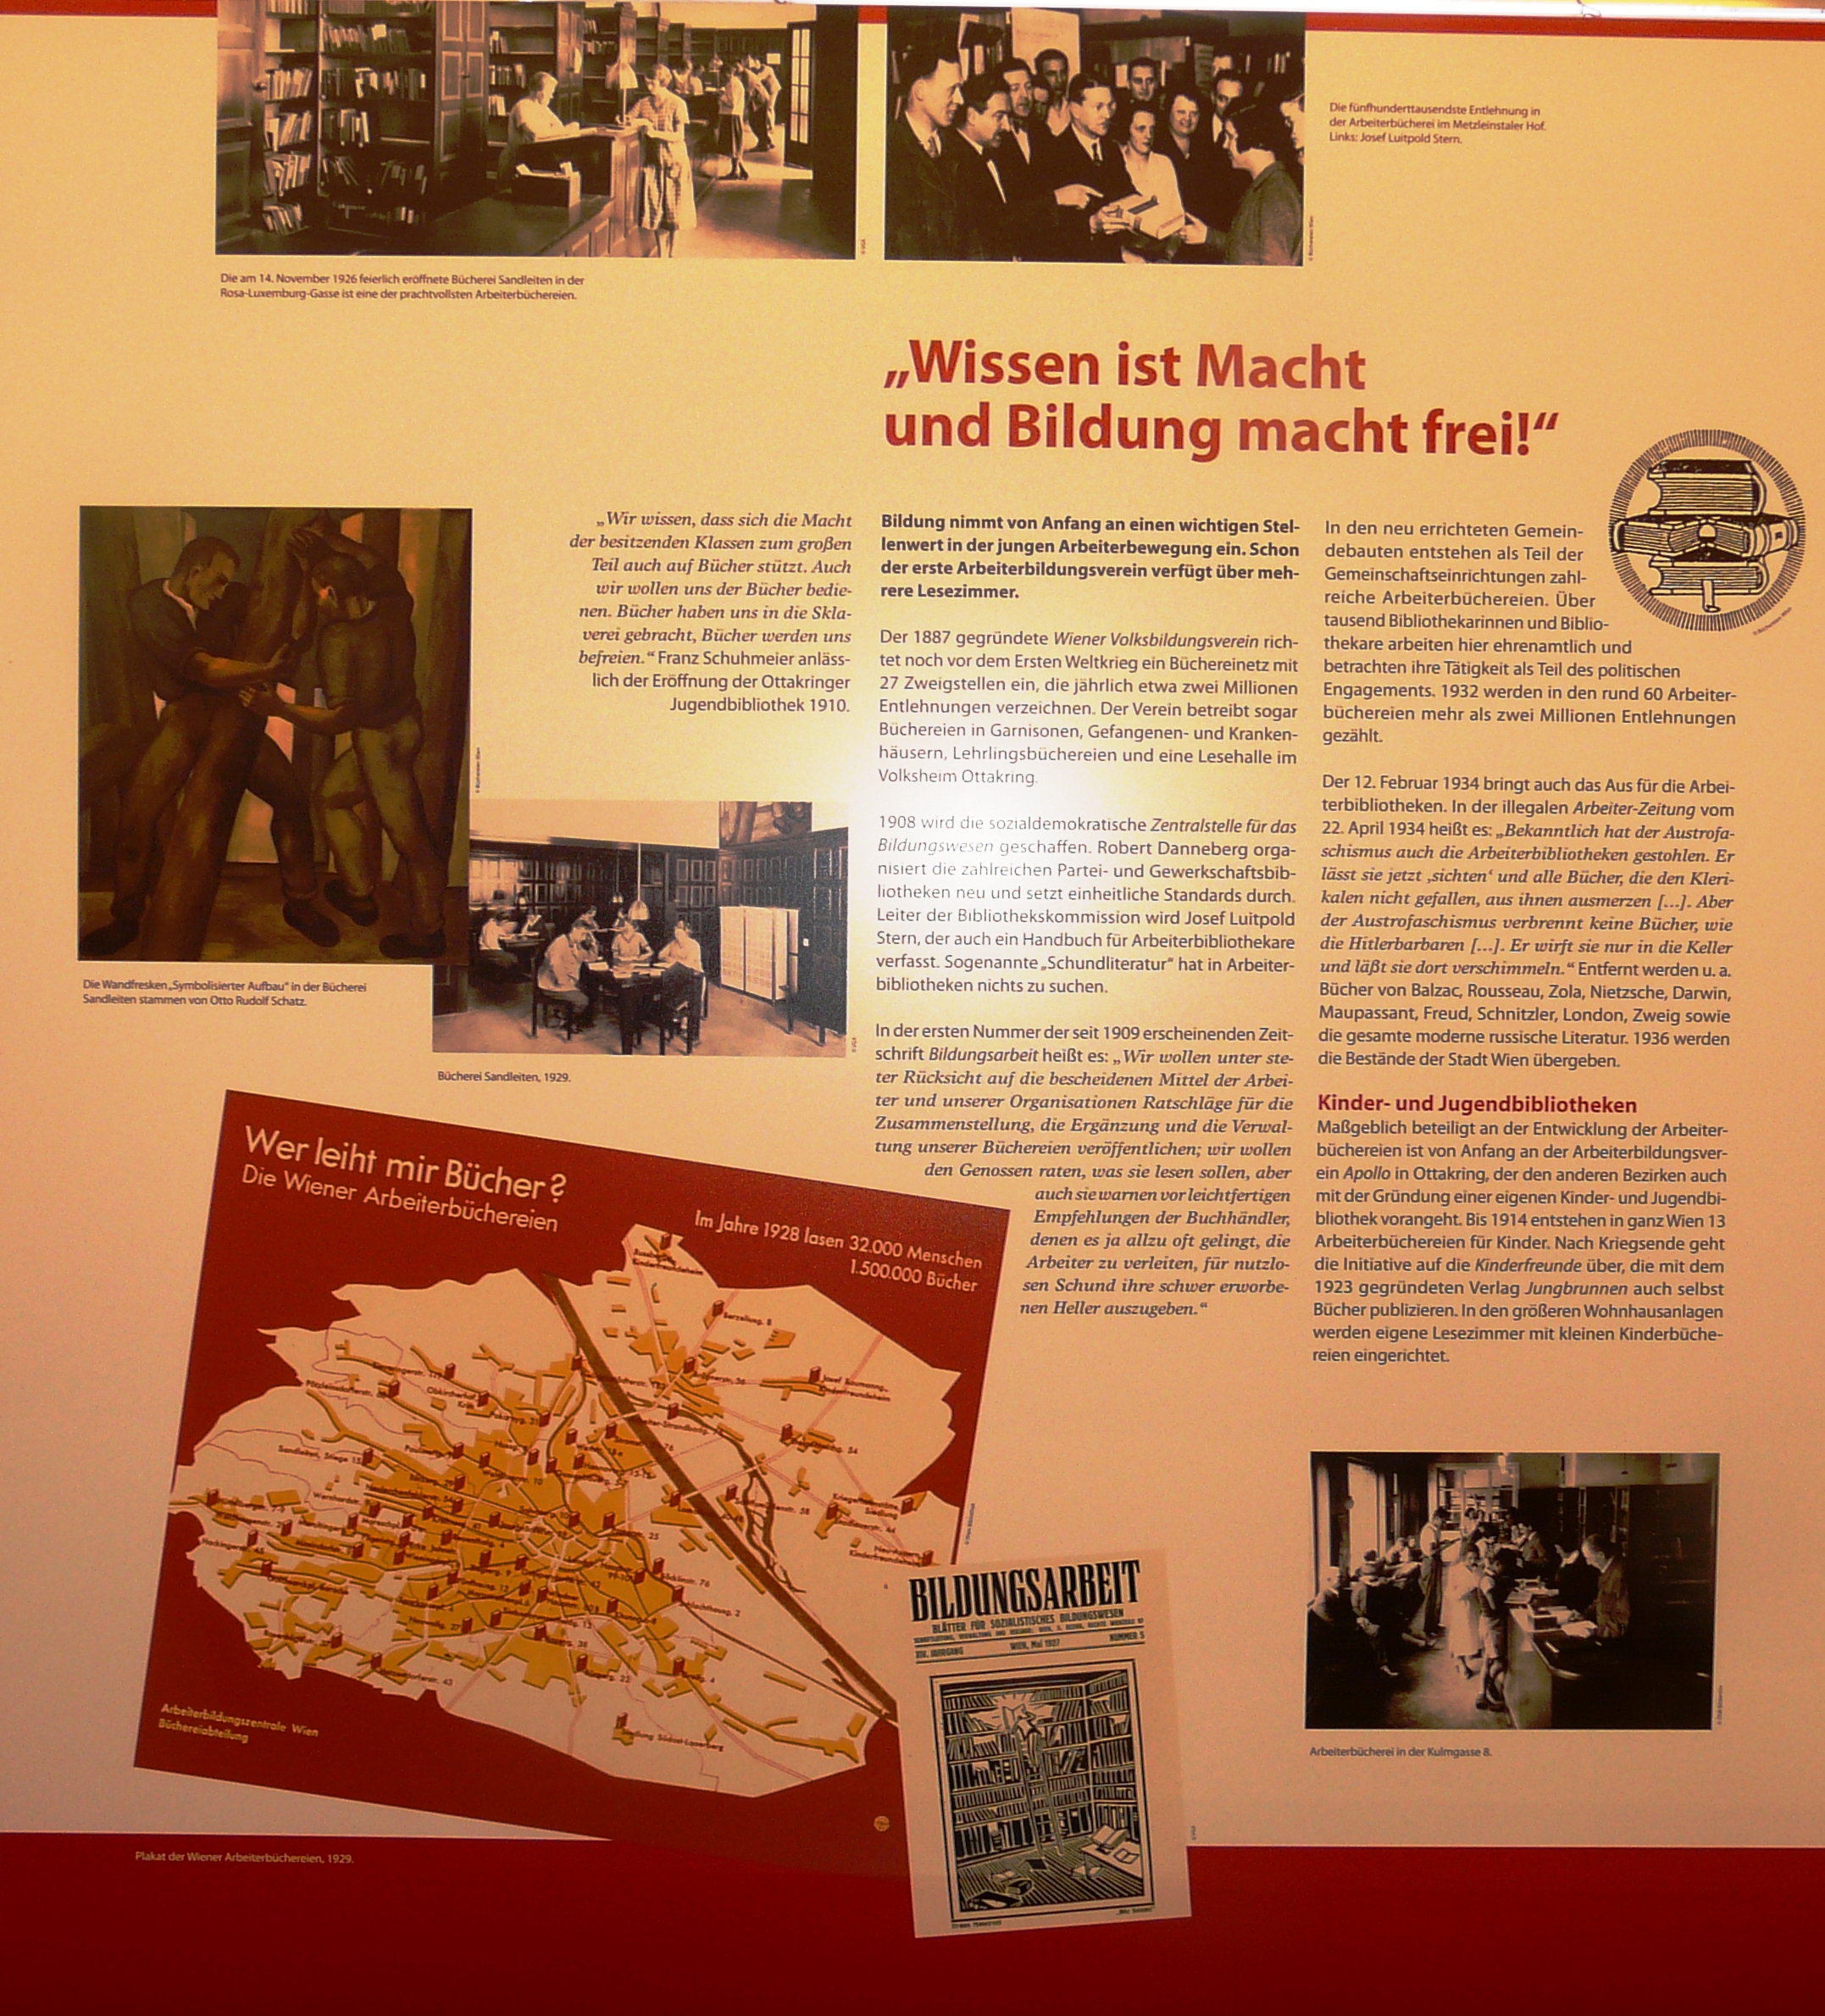 Die am 14. November 1926 feierlich eröffnete Bücherei Sandleiten in der
Rosa-Luxemburg-Gasse ist eine der prachtvollsten Arbeiterbüchereien.
Die fünfhunderttausendste Entlehnung in
der Arbeiterbücherei im Metzleinstaler Hof.
Links: Josef Luitpold Stern.
„Wissen ist Macht
und Bildung macht frei!“
„Wir wissen, dass sich die Macht
der besitzenden Klassen zum großen
Teil auch auf Bücher stützt. Auch
wir wollen uns der Bücher bedie-
nen. Bücher haben uns in die Skla-
verei gebracht, Bücher werden uns
befreien.“ Franz Schuhmeier anläss-
lich der Eröffnung der Ottakringer
Jugendbibliothek 1910.
Die Wandfresken „Symbolisierter Aufbau“ in der Bücherei
Sandleiten stammen von Otto Rudolf Schatz.
Bücherei Sandleiten, 1929.
Bildung nimmt von Anfang an einen wichtigen Stel-
lenwert in der jungen Arbeiterbewegung ein. Schon
der erste Arbeiterbildungsverein verfügt über meh-
rere Lesezimmer.
Der 1887 gegründete Wiener Volksbildungsverein rich-
tet noch vor dem Ersten Weltkrieg ein Büchereinetz mit
27 Zweigstellen ein, die jährlich etwa zwei Millionen
Entlehnungen verzeichnen. Der Verein betreibt sogar
Büchereien in Garnisonen, Gefangenen- und Kranken-
häusern, Lehrlingsbüchereien und eine Lesehalle im
Volksheim Ottakring.
1908 wird die sozialdemokratische Zentralstelle für das
Bildungswesen geschaffen. Robert Danneberg orga-
nisiert die zahlreichen Partei- und Gewerkschaftsbib-
liotheken neu und setzt einheitliche Standards durch.
Leiter der Bibliothekskommission wird Josef Luitpold
Stern, der auch ein Handbuch für Arbeiterbibliothekare
verfasst. Sogenannte „Schundliteratur“ hat in Arbeiter-
bibliotheken nichts zu suchen.
In der ersten Nummer der seit 1909 erscheinenden Zeit-
schrift Bildungsarbeit heißt es: „Wir wollen unter ste-
ter Rücksicht auf die bescheidenen Mittel der Arbei-
ter und unserer Organisationen Ratschläge für die
Zusammenstellung, die Ergänzung und die Verwal-
tung unserer Büchereien veröffentlichen; wir wollen
den Genossen raten, was sie lesen sollen, aber
auch sie warnen vor leichtfertigen
Empfehlungen der Buchhändler,
denen es ja allzu oft gelingt, die
Arbeiter zu verleiten, für nutzlo-
sen Schund ihre schwer erworbe-
nen Heller auszugeben.“
In den neu errichteten Gemein-
debauten entstehen als Teil der
Gemeinschaftseinrichtungen zahl-
reiche Arbeiterbüchereien. Über
tausend Bibliothekarinnen und Biblio-
thekare arbeiten hier ehrenamtlich und
betrachten ihre Tätigkeit als Teil des politischen
Engagements. 1932 werden in den rund 60 Arbeiter-
büchereien mehr als zwei Millionen Entlehnungen
gezählt.
Der 12. Februar 1934 bringt auch das Aus für die Arbei-
terbibliotheken. In der illegalen Arbeiter-Zeitung vom
22. April 1934 heißt es: „Bekanntlich hat der Austrofa-
schismus auch die Arbeiterbibliotheken gestohlen. Er
lässt sie jetzt ‚sichten‘ und alle Bücher, die den Kleri-
kalen nicht gefallen, aus ihnen ausmerzen [...]. Aber
der Austrofaschismus verbrennt keine Bücher, wie
die Hitlerbarbaren [...]. Er wirft sie nur in die Keller
und läßt sie dort verschimmeln.“ Entfernt werden u. a.
Bücher von Balzac, Rousseau, Zola, Nietzsche, Darwin,
Maupassant, Freud, Schnitzler, London, Zweig sowie
die gesamte moderne russische Literatur. 1936 werden
die Bestände der Stadt Wien übergeben.
Kinder- und Jugendbibliotheken
Maßgeblich beteiligt an der Entwicklung der Arbeiter-
büchereien ist von Anfang an der Arbeiterbildungsver-
ein Apollo in Ottakring, der den anderen Bezirken auch
mit der Gründung einer eigenen Kinder- und Jugendbi-
bliothek vorangeht. Bis 1914 entstehen in ganz Wien 13
Arbeiterbüchereien für Kinder. Nach Kriegsende geht
die Initiative auf die Kinderfreunde über, die mit dem
1923 gegründeten Verlag Jungbrunnen auch selbst
Bücher publizieren. In den größeren Wohnhausanlagen
werden eigene Lesezimmer mit kleinen Kinderbüche-
reien eingerichtet.
Wer leiht mir Bücher?
Die Wiener Arbeiterbüchereien
Im Jahre 1928 lasen 32.000 Menschen
1.500.000 Bücher
Arbeiterbildungszentrale Wien
Büchereiabteilung
Plakat der Wiener Arbeiterbüchereien, 1929.
BILDUNGSARBEIT
BLÄTTER FÜR SOZIALISTISCHES BILDUNGSWESEN
XIV. JAHRGANG WIEN, Mai 1927 NUMMER 5
Arbeiterbücherei in der Kulmgasse 8.